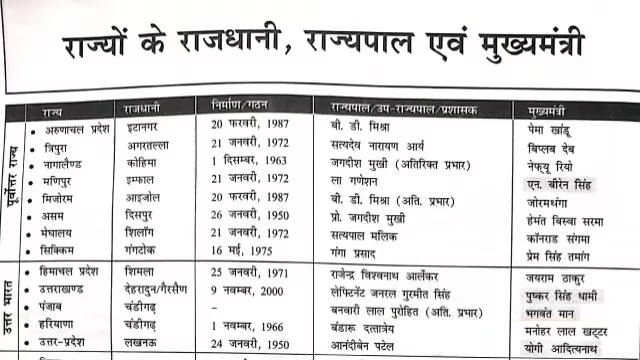 राज्यों के राजधानी, राज्यपाल एवं मुख्यमंत्री
राज्य राजधानी निर्माण/गठन राज्यपाल/उप-राज्यपाल/प्रशासक मुख्यमंत्री
पूर्वोत्तर राज्य
• अरुणाचल प्रदेश इटानगर 20 फरवरी, 1987 बी. डी. मिश्रा पेमा खांडू
• त्रिपुरा अगरतल्ला 21 जनवरी, 1972 सत्यदेव नारायण आर्य बिप्लब देब
• नागालैण्ड कोहिमा 1 दिसम्बर, 1963 जगदीश मुखी (अतिरिक्त प्रभार) नेफ्यू रियो
• मणिपुर इम्फाल 21 जनवरी, 1972 ला गणेशन एन. बीरेन सिंह
• मिजोरम आइजोल 20 फरवरी, 1987 बी. डी. मिश्रा (अति. प्रभार) जोरमथंगा
• असम दिसपुर 26 जनवरी, 1950 प्रो. जगदीश मुखी हेमंत बिस्वा सरमा
• मेघालय शिलॉंग 21 जनवरी, 1972 सत्यपाल मलिक कॉनराड संगमा
• सिक्किम गंगटोक 16 मई, 1975 गंगा प्रसाद प्रेम सिंह तमांग
उत्तर भारत
• हिमाचल प्रदेश शिमला 25 जनवरी, 1971 राजेन्द्र विश्वनाथ आर्लेकर जयराम ठाकुर
• उत्तराखण्ड देहरादून/गैरसैण 9 नवम्बर, 2000 लेफ्टिनेंट जनरल गुरमीत सिंह पुष्कर सिंह धामी
• पंजाब चंडीगढ़ – बनवारी लाल पुरोहित (अति. प्रभार) भगवंत मान
• हरियाणा चंडीगढ़ 1 नवम्बर, 1966 बंडारू दत्तात्रेय मनोहर लाल खट्टर
• उत्तर-प्रदेश लखनऊ 24 जनवरी, 1950 आनंदीबेन पटेल योगी आदित्यनाथ